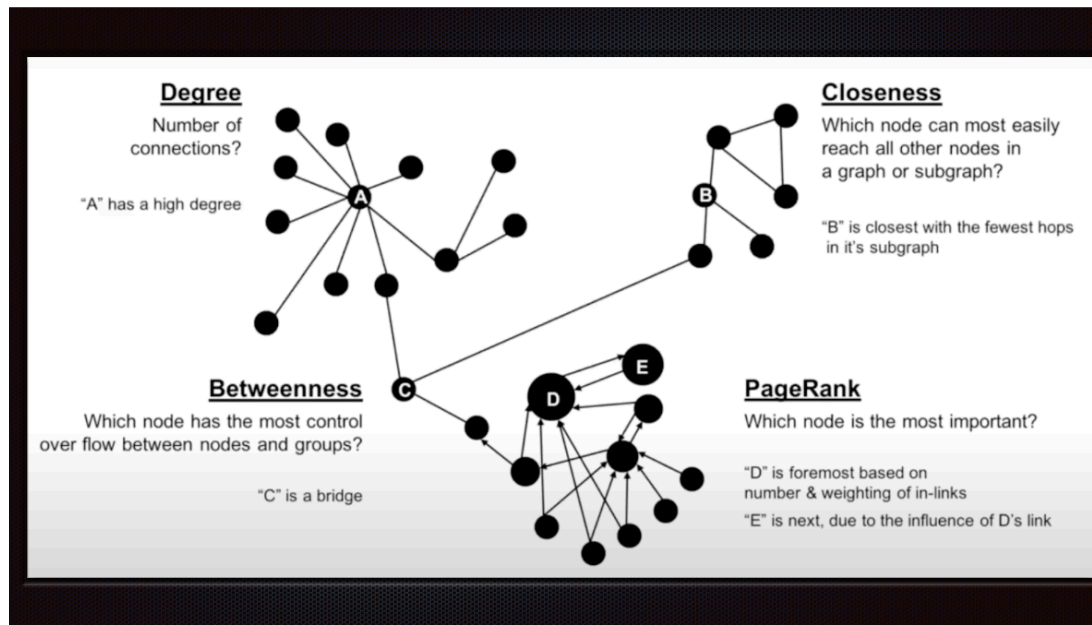 Degree
Number of
connections?
“A” has a high degree
A
Closeness
Which node can most easily
reach all other nodes in
a graph or subgraph?
B
“B” is closest with the fewest hops
in it’s subgraph
Betweenness
Which node has the most control
over flow between nodes and groups?
“C” is a bridge
C
D
E
PageRank
Which node is the most important?
“D” is foremost based on
number & weighting of in-links
“E” is next, due to the influence of D’s link